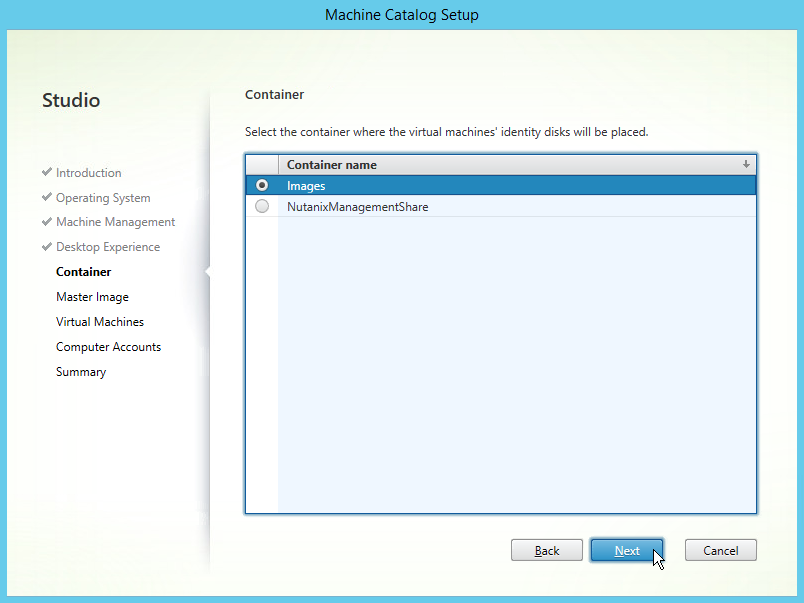 Machine Catalog Setup
Studio
Introduction
Operating System
Machine Management
Desktop Experience
Container
Master Image
Virtual Machines
Computer Accounts
Summary
Container
Select the container where the virtual machines' identity disks will be placed.
Container name
Images
NutanixManagementShare
Back
Next
Cancel